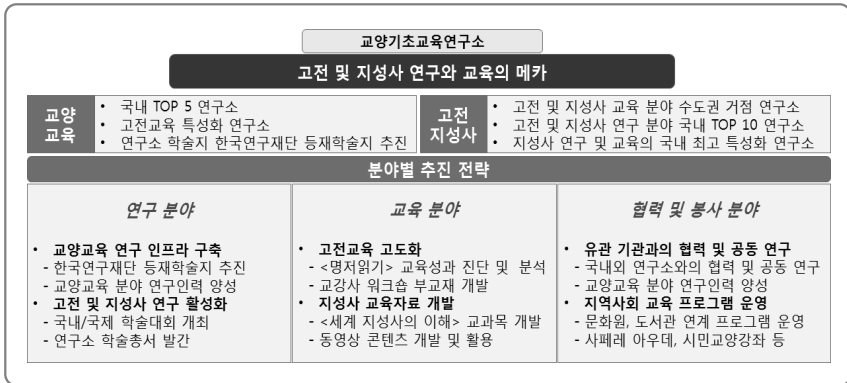 교양기초교육연구소
고전 및 지성사 연구와 교육의 메카
교양
교육
• 국내 TOP 5 연구소
• 고전교육 특성화 연구소
• 연구소 학술지 한국연구재단 등재학술지 추진
고전
지성사
• 고전 및 지성사 교육 분야 수도권 거점 연구소
• 고전 및 지성사 연구 분야 국내 TOP 10 연구소
• 지성사 연구 및 교육의 국내 최고 특성화 연구소
분야별 추진 전략
연구 분야
• 교양교육 연구 인프라 구축
- 한국연구재단 등재학술지 추진
- 교양교육 분야 연구인력 양성
• 고전 및 지성사 연구 활성화
- 국내/국제 학술대회 개최
- 연구소 학술총서 발간
교육 분야
• 고전교육 고도화
- <명저읽기> 교육성과 진단 및 분석
- 교강사 워크숍 부교재 개발
• 지성사 교육자료 개발
- <세계 지성사의 이해> 교과목 개발
- 동영상 콘텐츠 개발 및 활용
협력 및 봉사 분야
• 유관 기관과의 협력 및 공동 연구
- 국내외 연구소와의 협력 및 공동 연구
- 교양교육 분야 연구인력 양성
• 지역사회 교육 프로그램 운영
- 문화원, 도서관 연계 프로그램 운영
- 사페레 아우데, 시민교양강좌 등